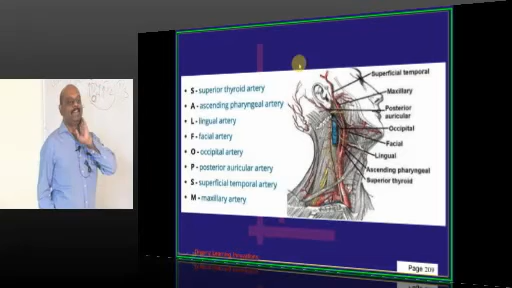 S - superior thyroid artery
A - ascending pharyngeal artery
L - lingual artery
F - facial artery
O - occipital artery
P - posterior auricular artery
S - superficial temporal artery
M - maxillary artery
Superficial temporal
Maxillary
Posterior
auricular
Occipital
Facial
Lingual
Ascending pharyngeal
Superior thyroid
Page 209